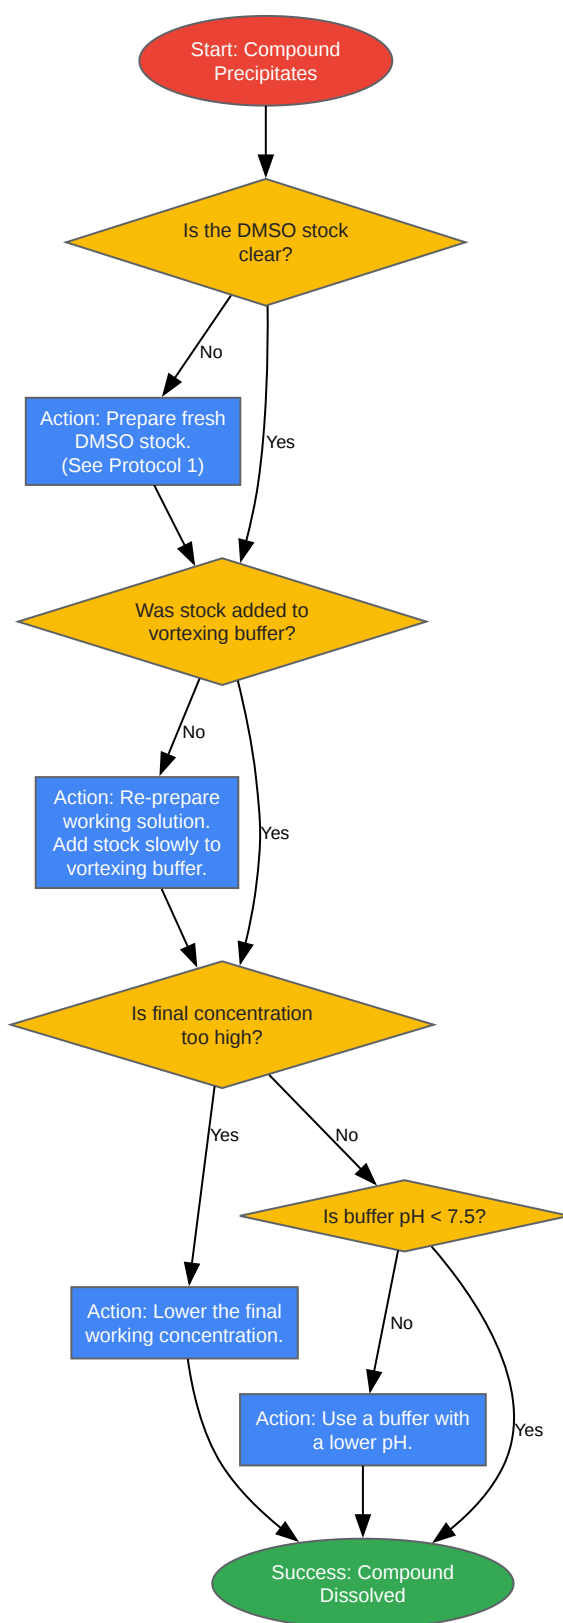 Start: Compound
Precipitates
Is the DMSO stock
clear?
No
Yes
Action: Prepare fresh
DMSO stock.
(See Protocol 1)
Was stock added to
vortexing buffer?
No
Yes
Action: Re-prepare
working solution.
Add stock slowly to
vortexing buffer.
Is final concentration
too high?
Yes
No
Is buffer pH < 7.5?
Action: Lower the final
working concentration.
No
Yes
Action: Use a buffer with
a lower pH.
Success: Compound
Dissolved